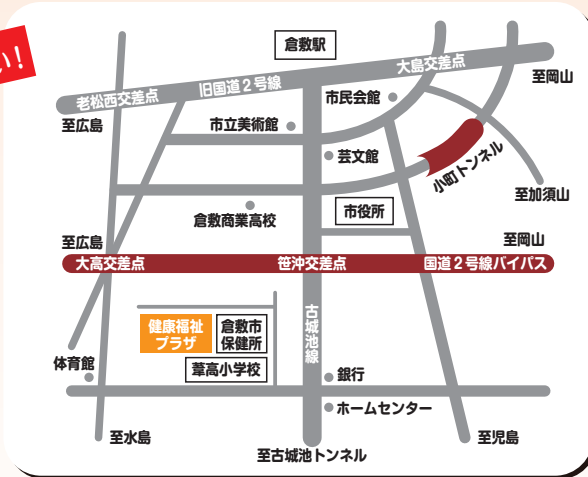 い!
倉敷駅
大島交差点
至岡山
旧国道2号線
老松西交差点
市民会館
至広島
市立美術館
芸文館
小町トンネル
至加須山
倉敷商業高校
市役所
至広島
至岡山
大高交差点
笹沖交差点
国道2号線バイパス
古城池線
健康福祉
プラザ
倉敷市
保健所
体育館
葦高小学校
銀行
ホームセンター
至水島
至児島
至古城池トンネル